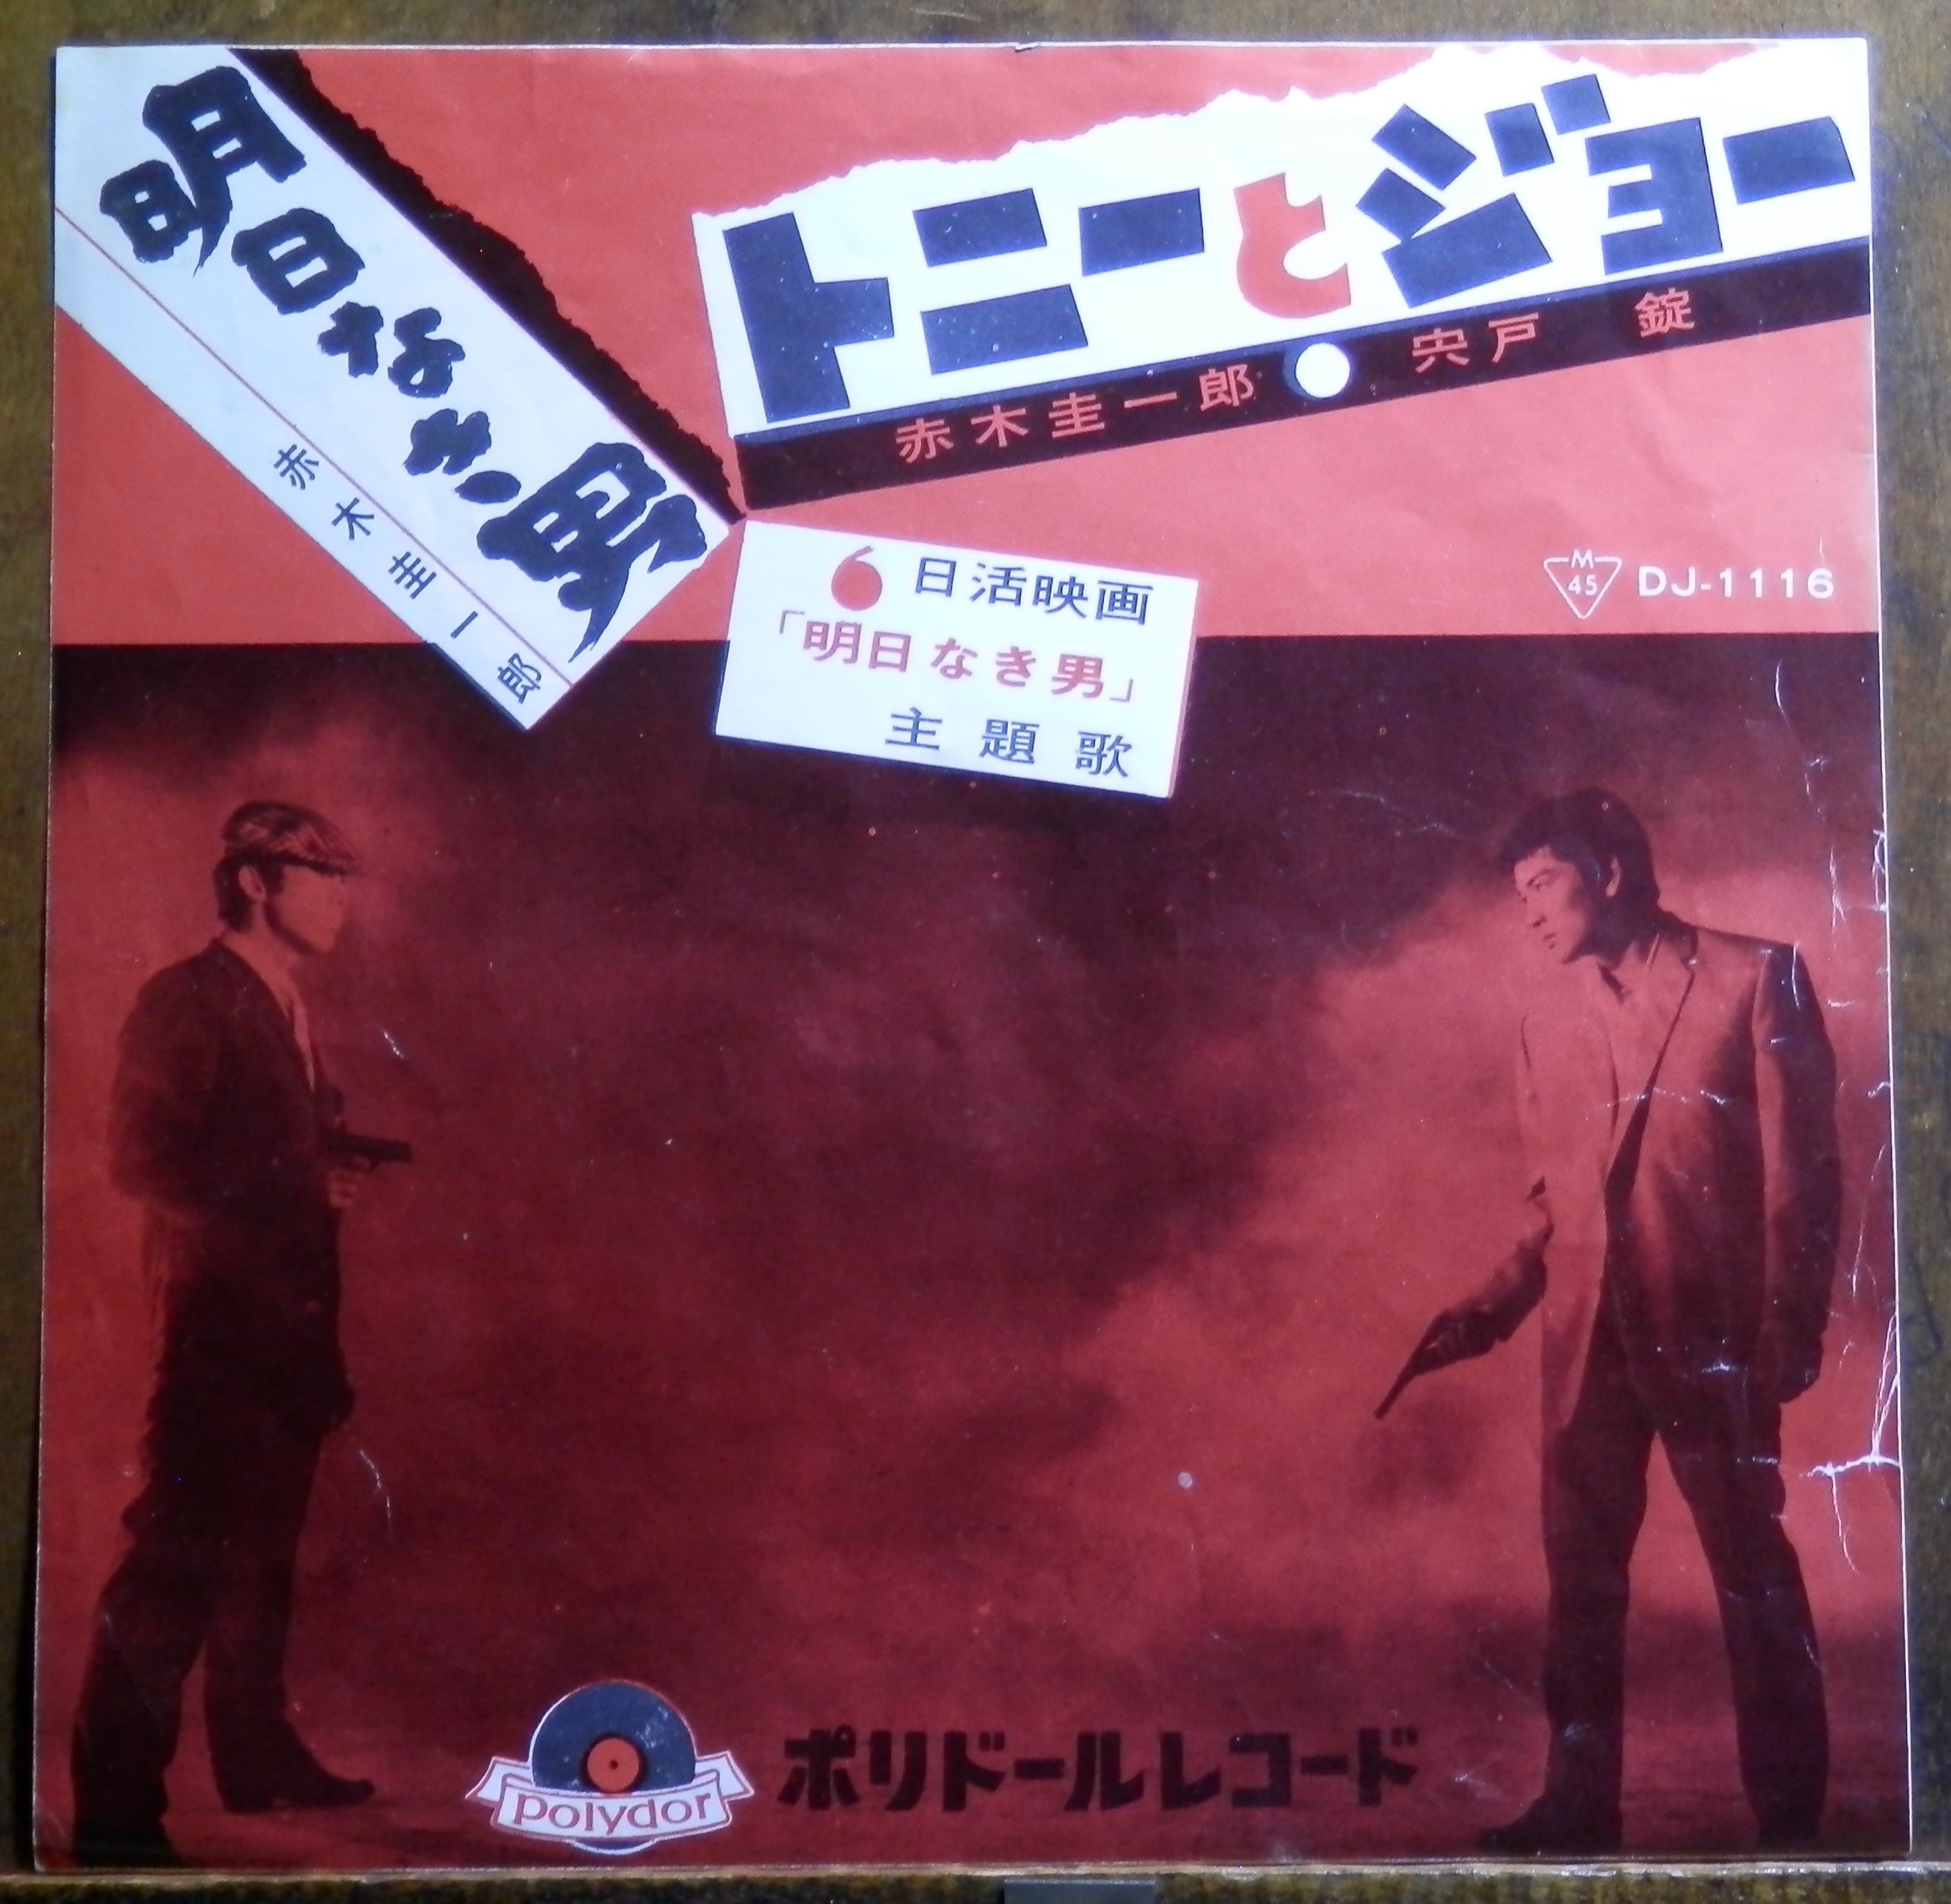 明日なき男
赤木圭一郎
トニーとジョー
赤木圭一郎●宍戸 錠
日活映画
「明日なき男」
主題歌
M
45
DJ-1116
polydor
ポリドールレコード